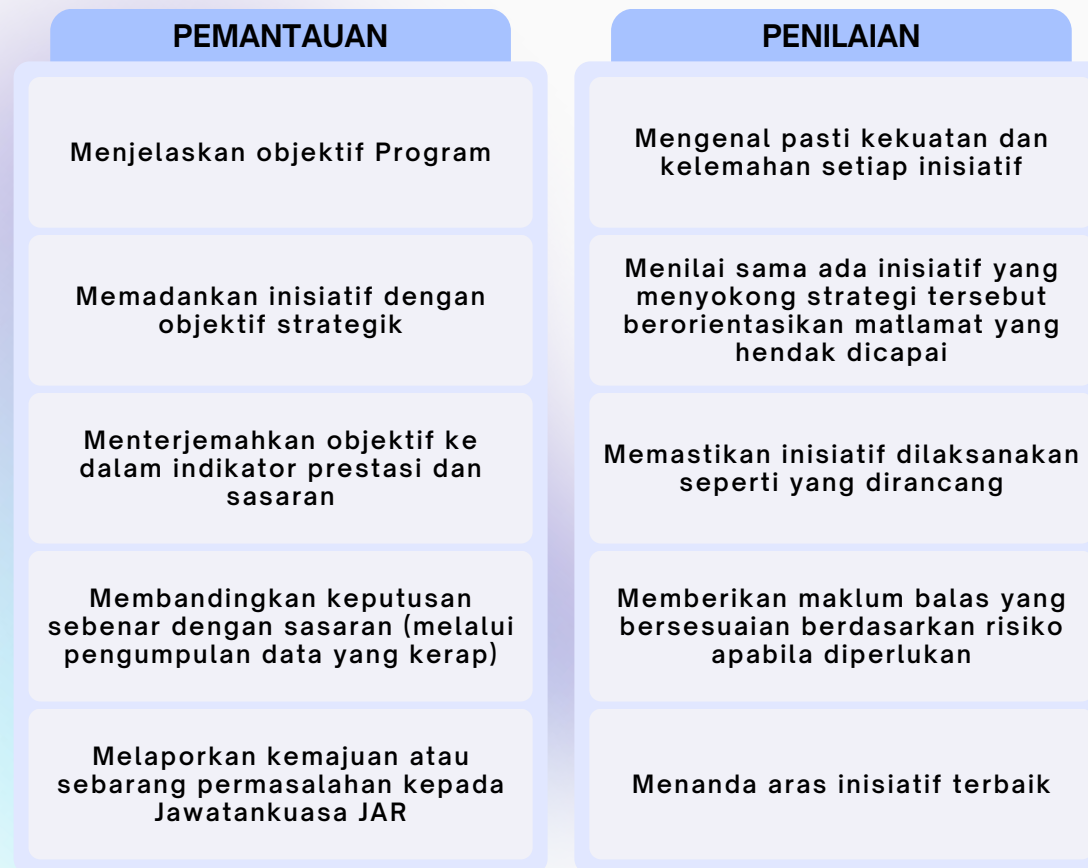 PEMANTAUAN
Menjelaskan objektif Program
Memadankan inisiatif dengan
objektif strategik
Menterjemahkan objektif ke
dalam indikator prestasi dan
sasaran
Membandingkan keputusan
sebenar dengan sasaran (melalui
pengumpulan data yang kerap)
Melaporkan kemajuan atau
sebarang permasalahan kepada
Jawatankuasa JAR
PENILAIAN
Mengenal pasti kekuatan dan
kelemahan setiap inisiatif
Menilai sama ada inisiatif yang
menyokong strategi tersebut
berorientasikan matlamat yang
hendak dicapai
Memastikan inisiatif dilaksanakan
seperti yang dirancang
Memberikan maklum balas yang
bersesuaian berdasarkan risiko
apabila diperlukan
Menanda aras inisiatif terbaik